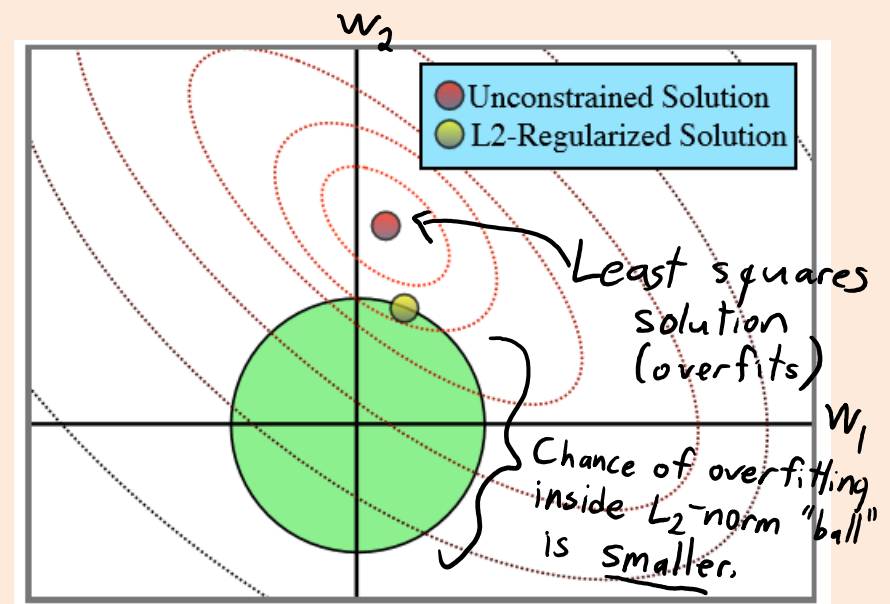 W2
Unconstrained Solution
L2-Regularized Solution
Least squares
solution
(overfits)
W1
Chance of overfitting
inside L2-norm "ball"
is smaller.